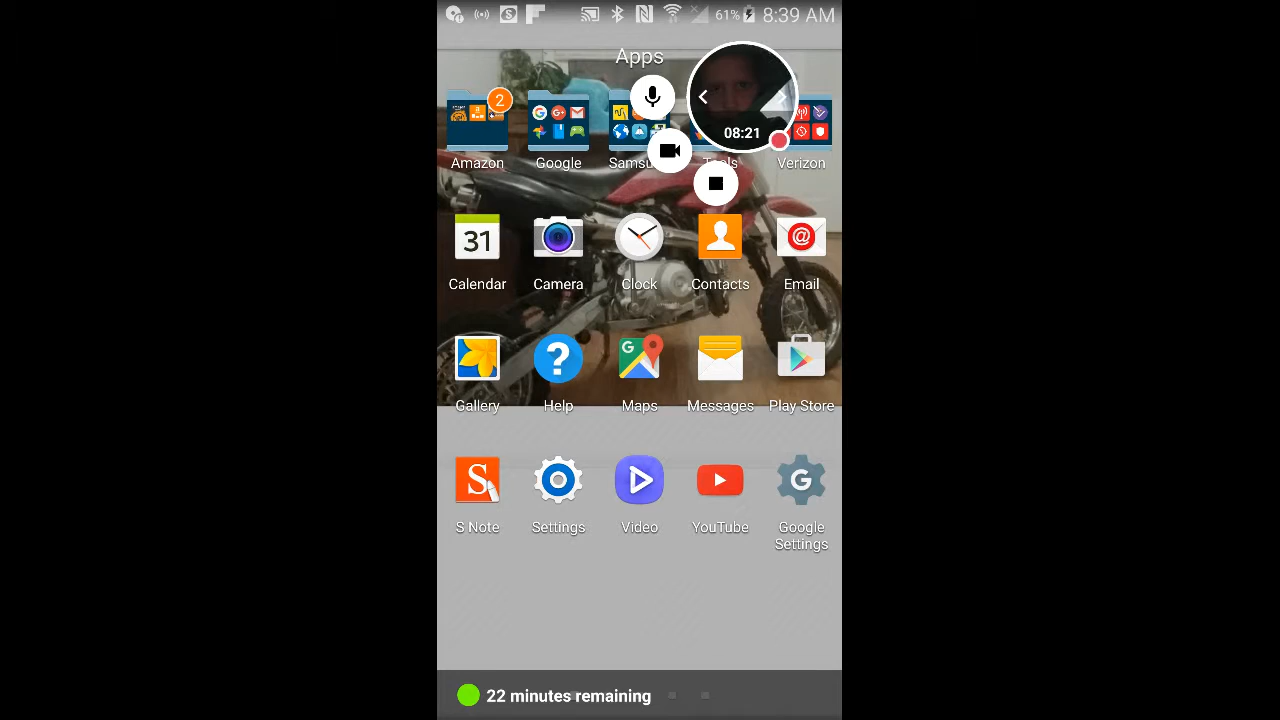 61% 8:39 AM
Apps
2
08:21
Amazon Google Verizon
31
Calendar Camera Clock Contacts Email
Gallery Help Maps Messages Play Store
S Note Settings Video YouTube Google Settings
22 minutes remaining